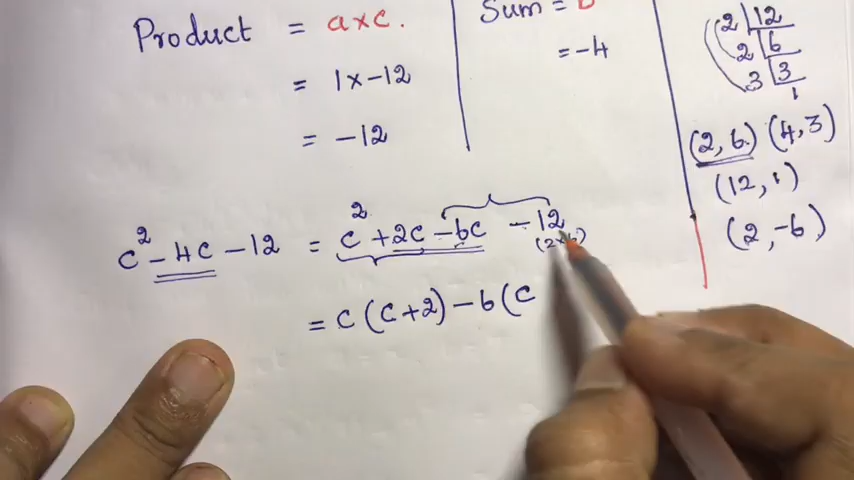 Product = a×c.
= 1×-12
= -12
Sum = b
= -4
2 | 12
2 | 6
3 | 3
1
(2, 6) (4, 3)
(12, 1)
(2, -6)
c² - 4c - 12 = c² + 2c - 6c - 12
= c (c+2) - 6 (c